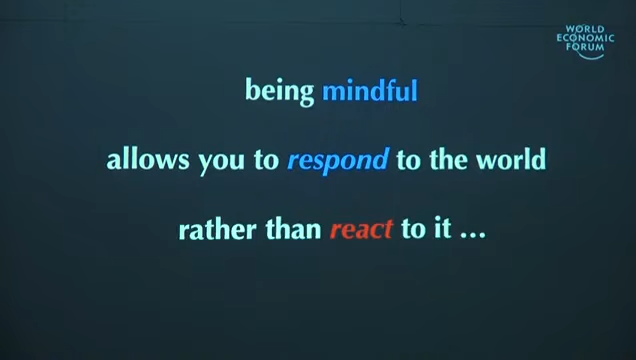 WORLD
ECONOMIC
FORUM
being mindful
allows you to respond to the world
rather than react to it ...